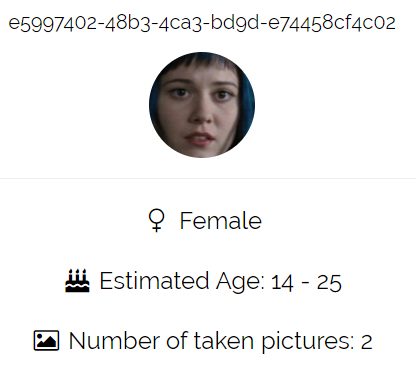 e5997402-48b3-4ca3-bd9d-e74458cf4c02
Female
Estimated Age: 14 - 25
Number of taken pictures: 2